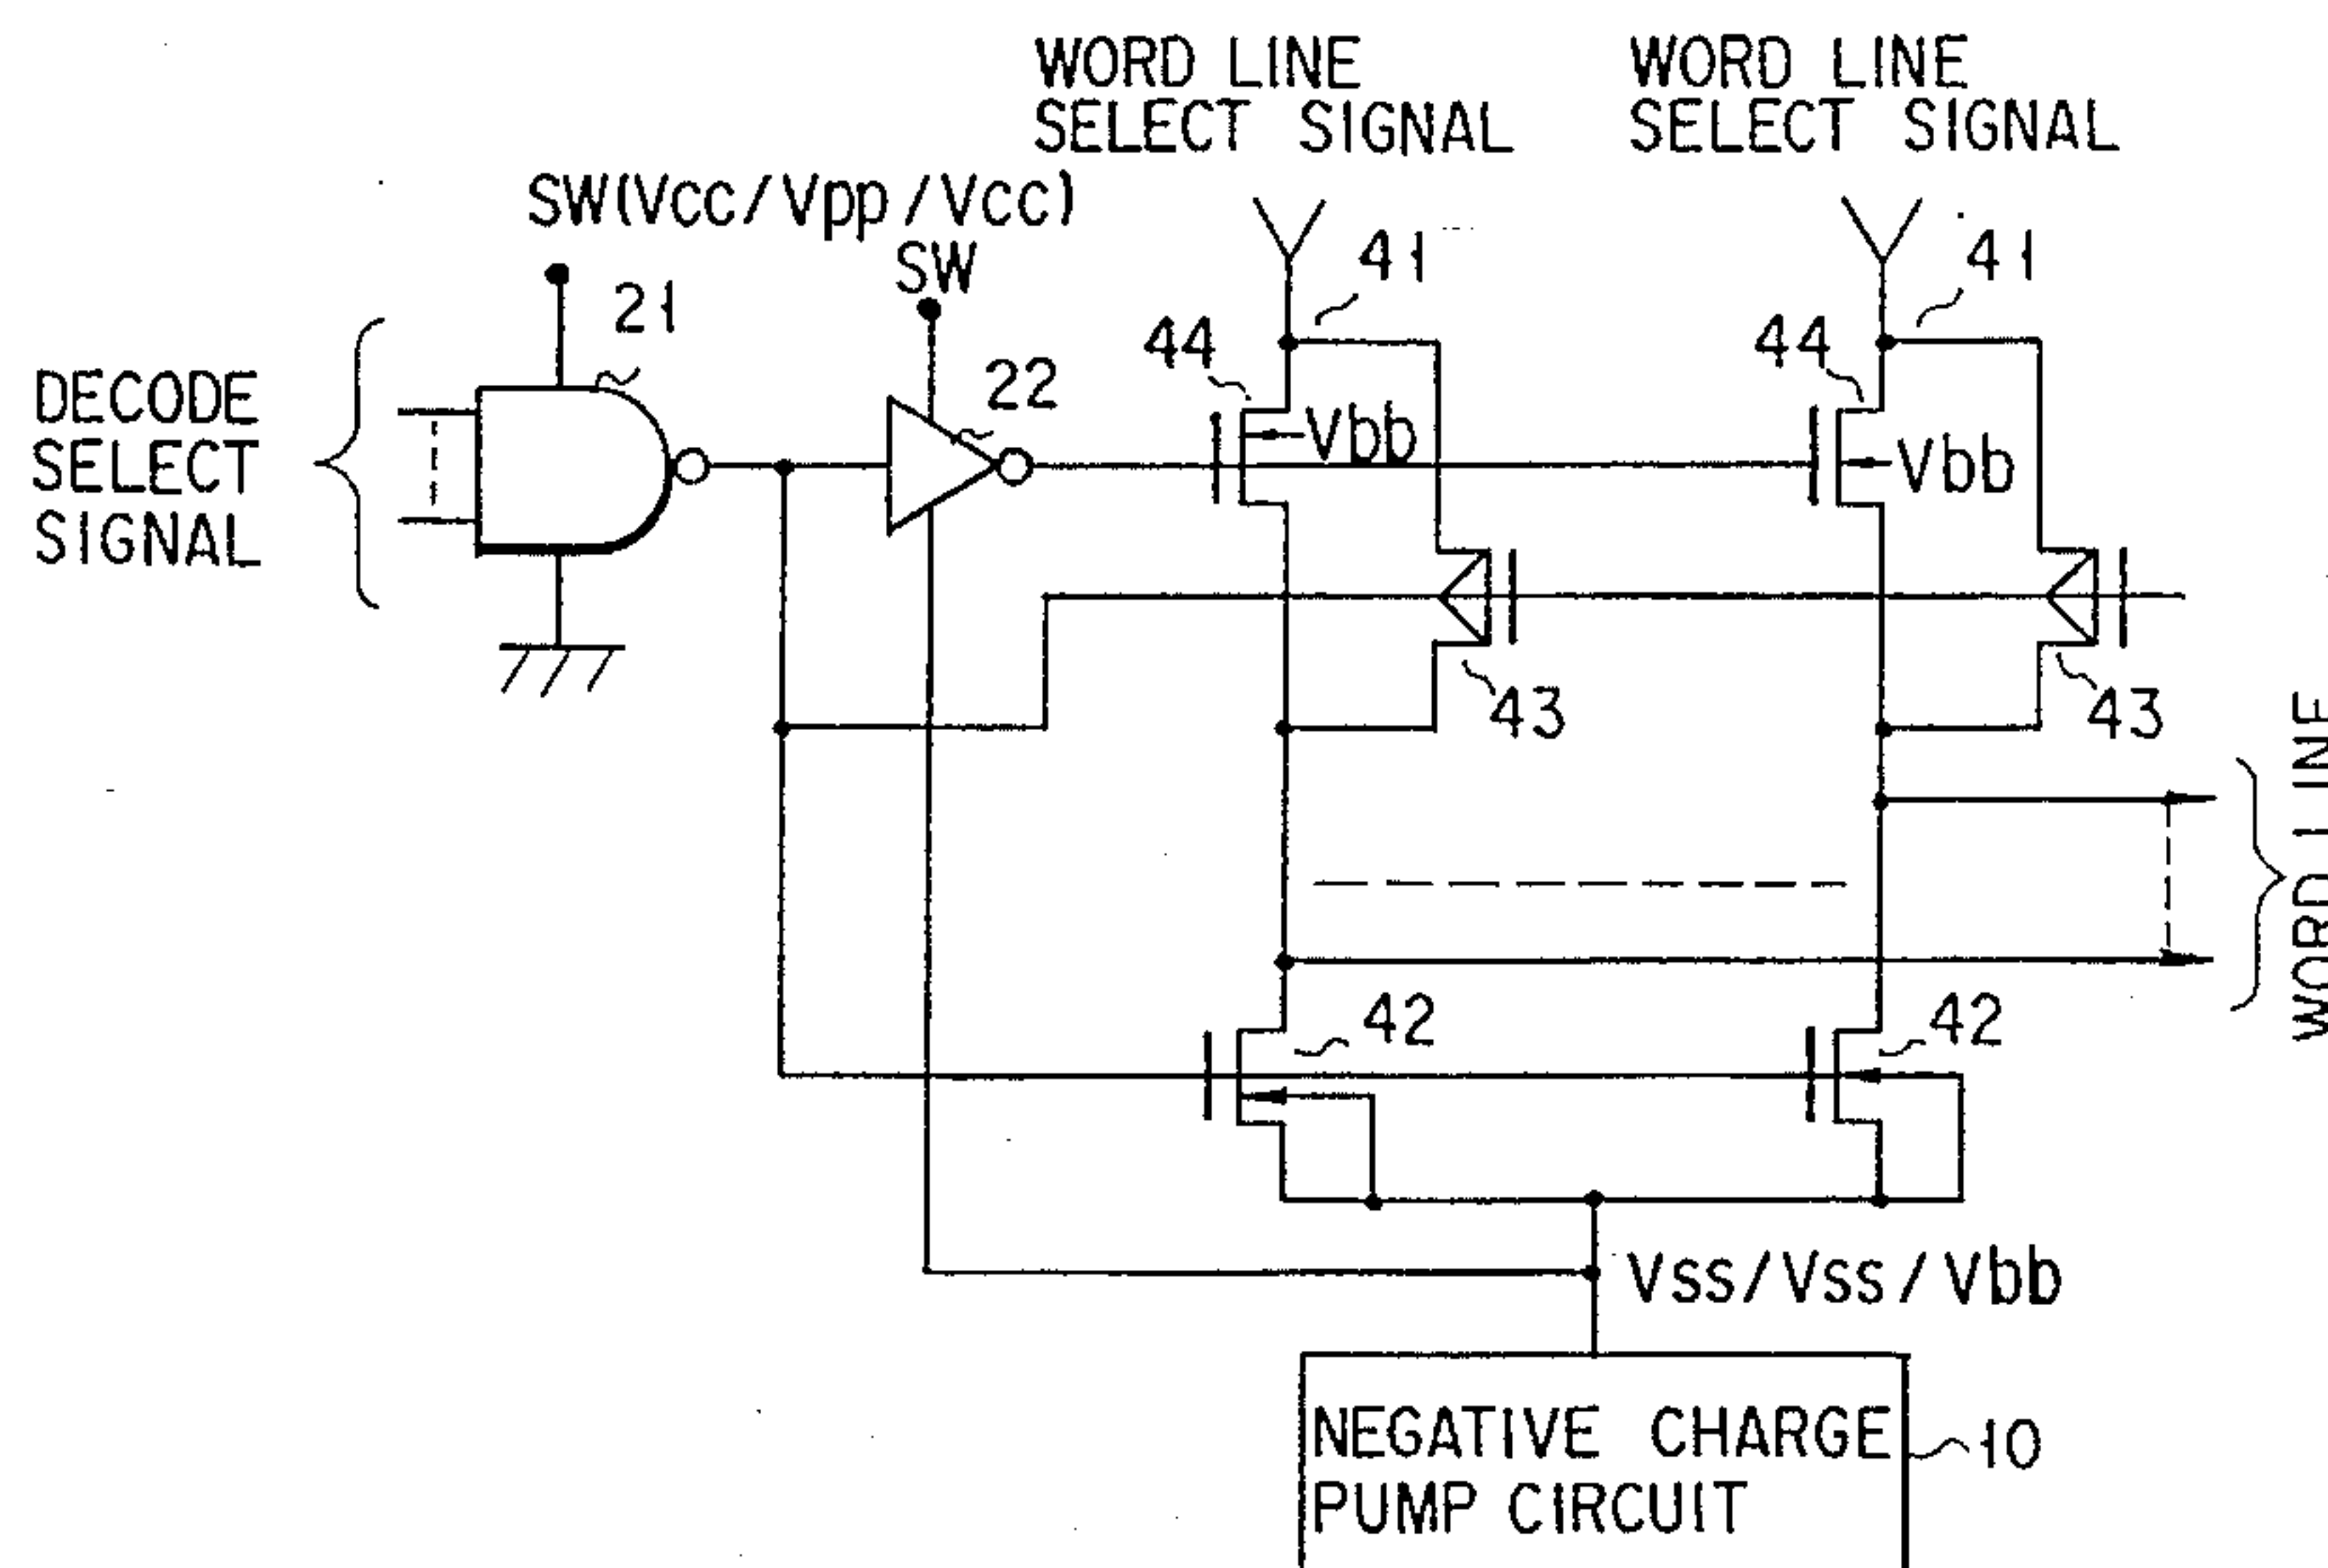 WORD LINE
SELECT SIGNAL
WORD LINE
SELECT SIGNAL
SW(Vcc/Vpp/Vcc)
SW
41
41
21
44
44
22
DECODE
SELECT
SIGNAL
Vbb
Vbb
43
43
WORD LINE
42
42
Vss/Vss/Vbb
NEGATIVE CHARGE
PUMP CIRCUIT
10